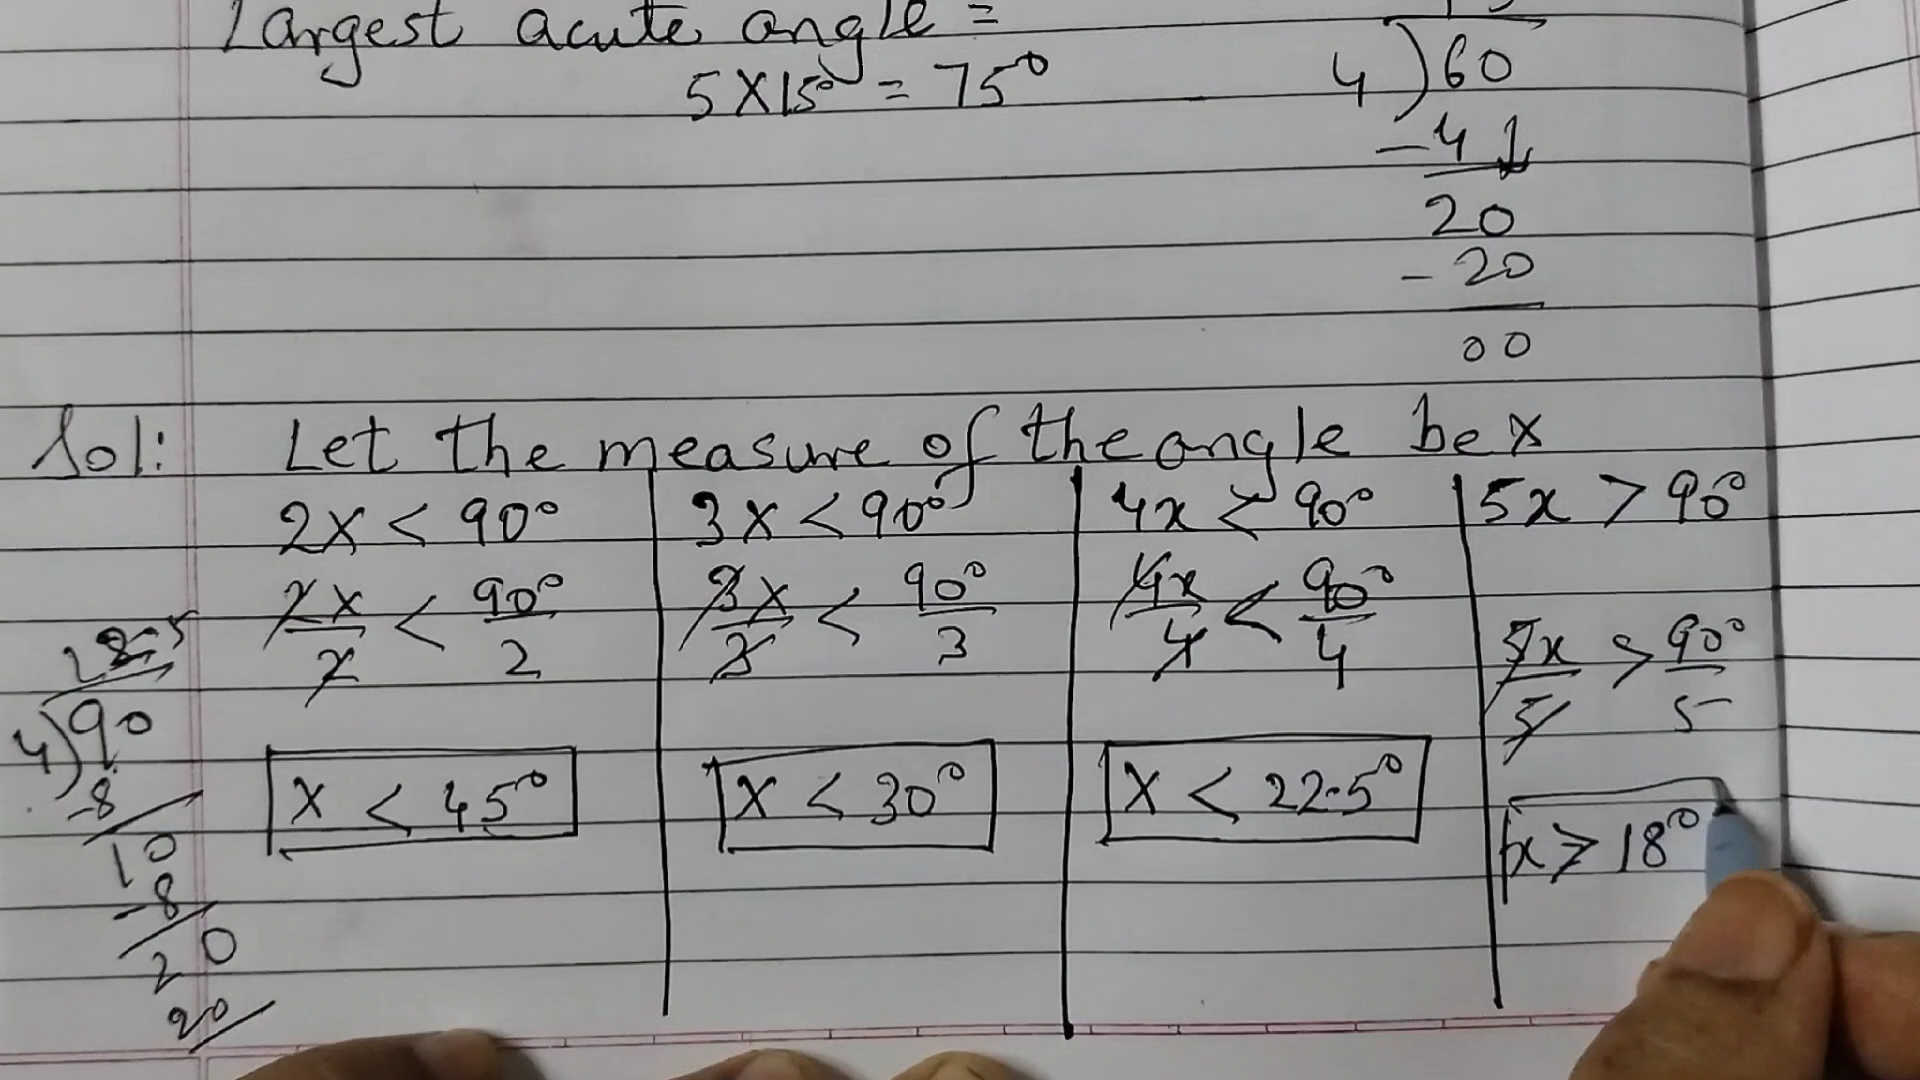 Largest acute angle =
5 X 15° = 75°
4 ) 60
- 4 ↓
20
- 20
00
Sol: Let the measure of the angle be x
2x < 90° | 3x < 90° | 4x < 90° | 5x > 90°
2x/2 < 90°/2 | 3x/3 < 90°/3 | 4x/4 < 90°/4 | 5x/5 > 90°/5
x < 45° | x < 30° | x < 22.5° | x > 18°
22.5
4 ) 90
-8
10
-8
20
20